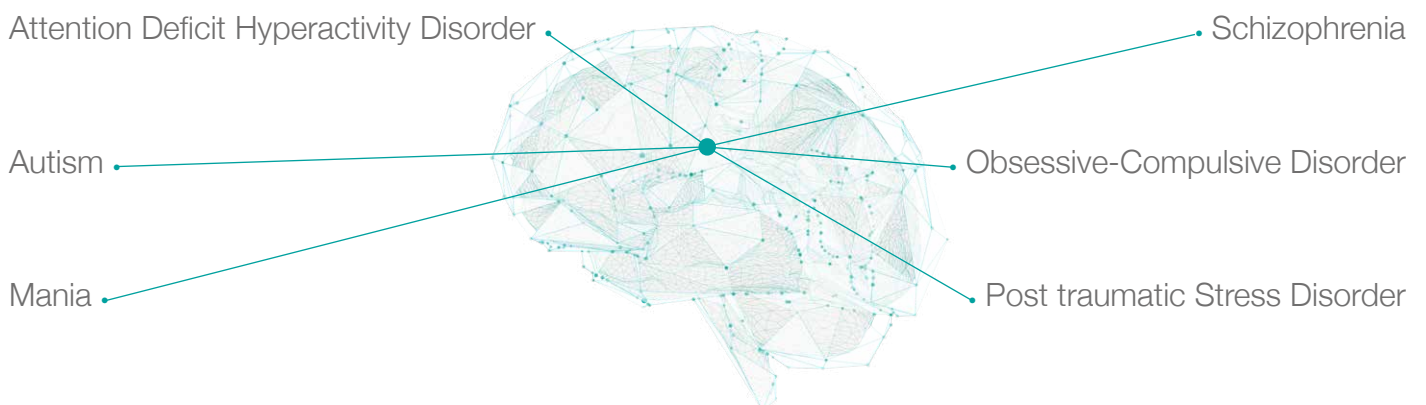 Attention Deficit Hyperactivity Disorder
Schizophrenia
Autism
Obsessive-Compulsive Disorder
Mania
Post traumatic Stress Disorder